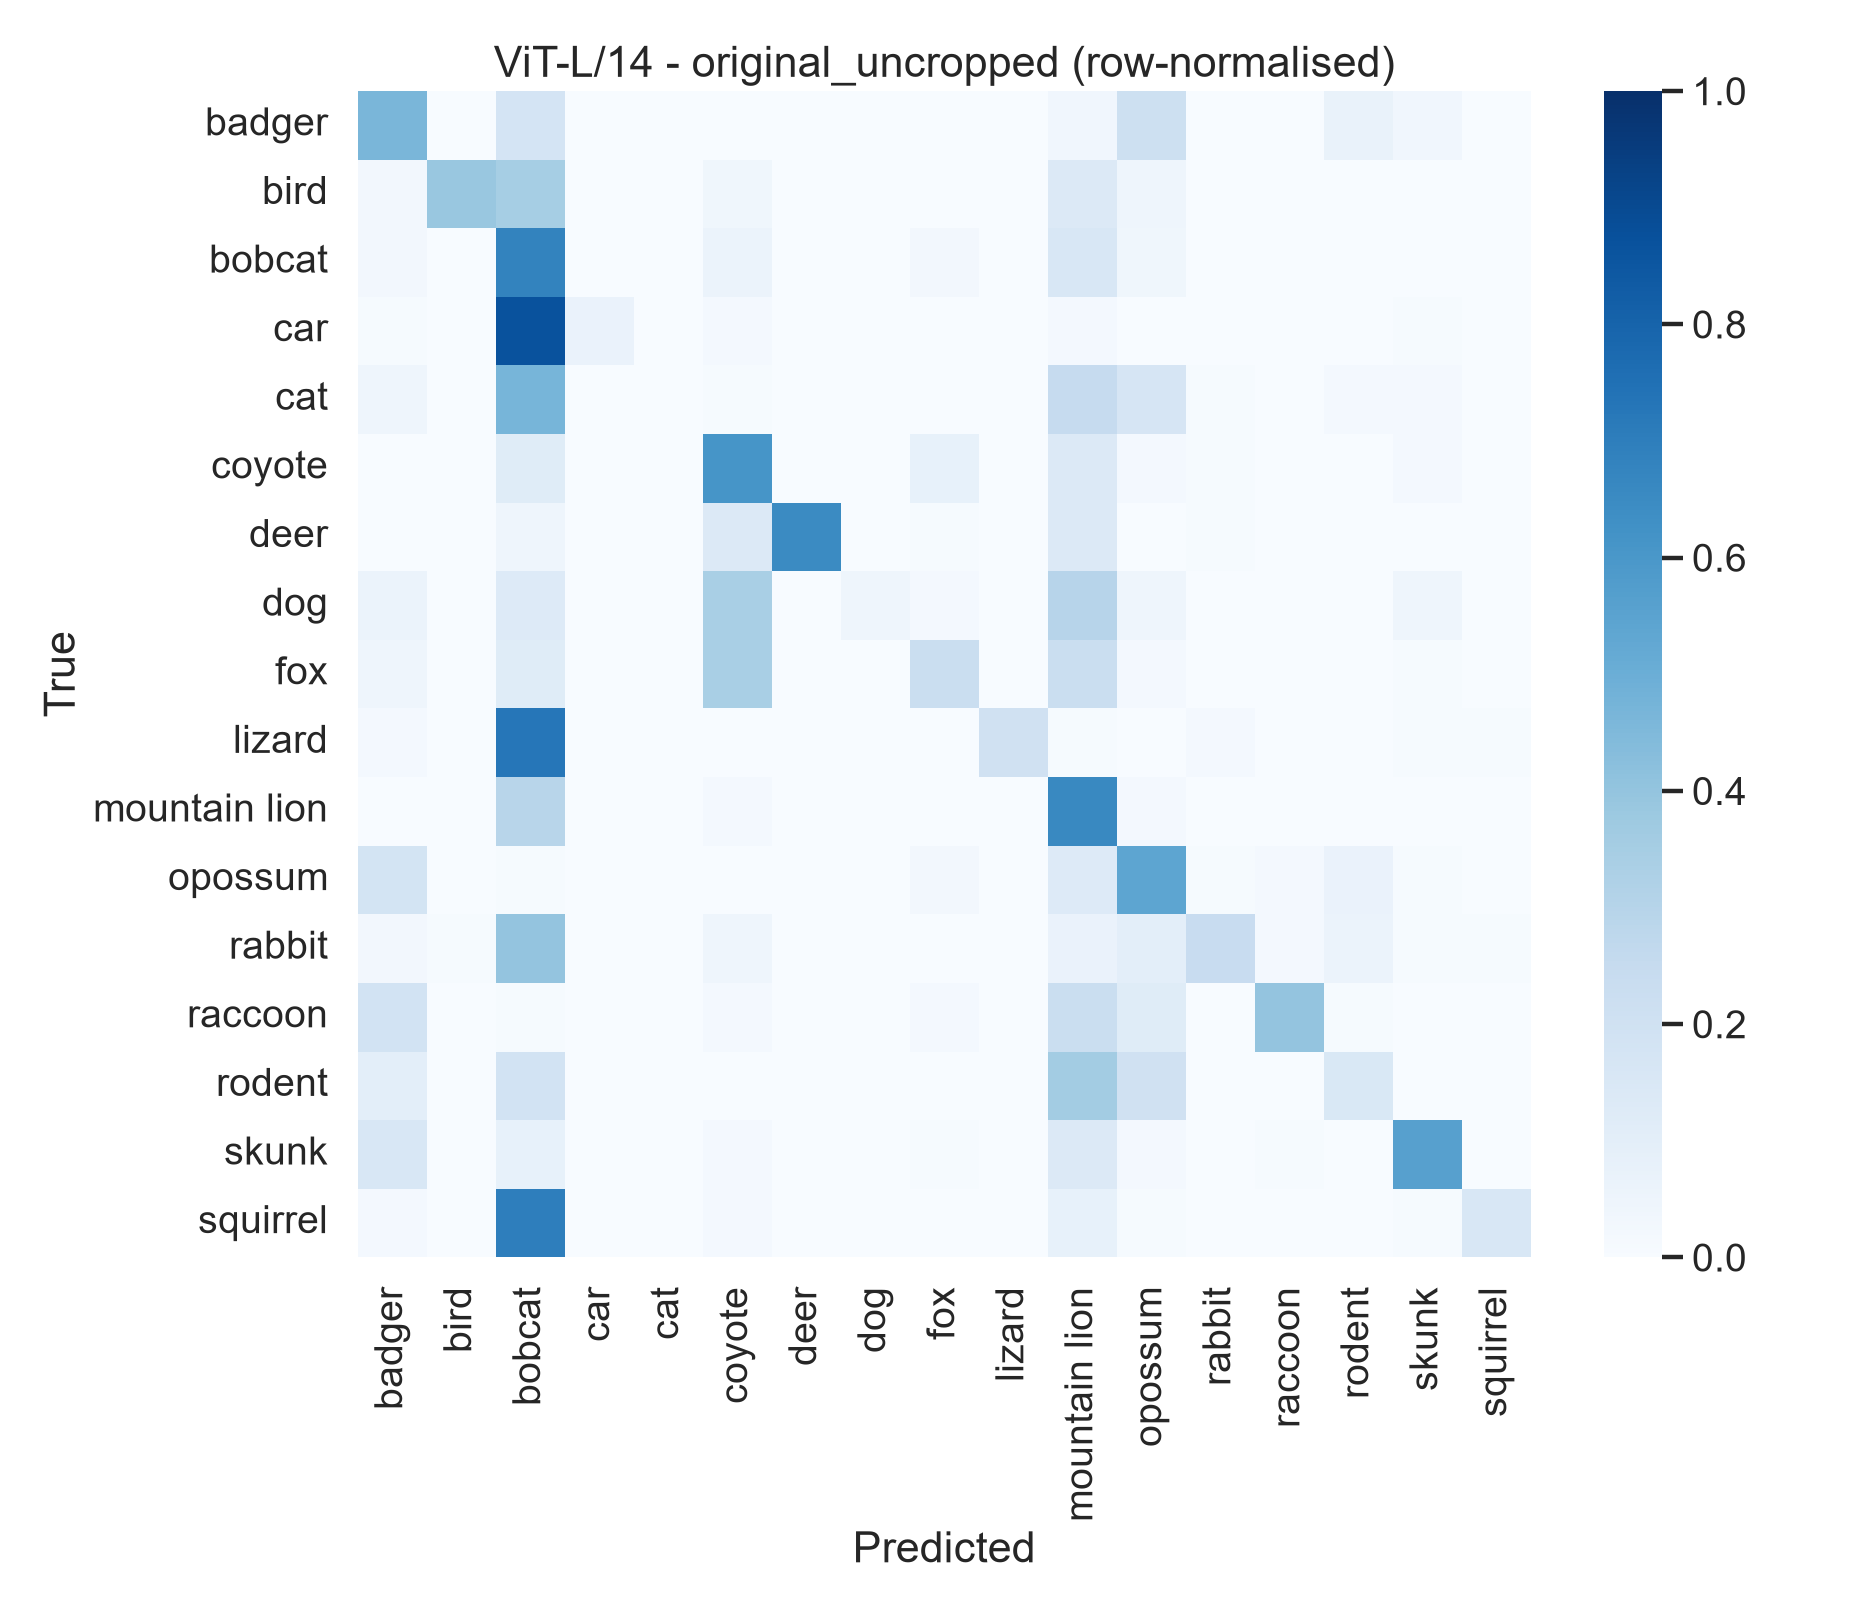 ViT-L/14 - original_uncropped (row-normalised)
True
badger
bird
bobcat
car
cat
coyote
deer
dog
fox
lizard
mountain lion
opossum
rabbit
raccoon
rodent
skunk
squirrel
badger
bird
bobcat
car
cat
coyote
deer
dog
fox
lizard
mountain lion
opossum
rabbit
raccoon
rodent
skunk
squirrel
Predicted
1.0
0.8
0.6
0.4
0.2
0.0